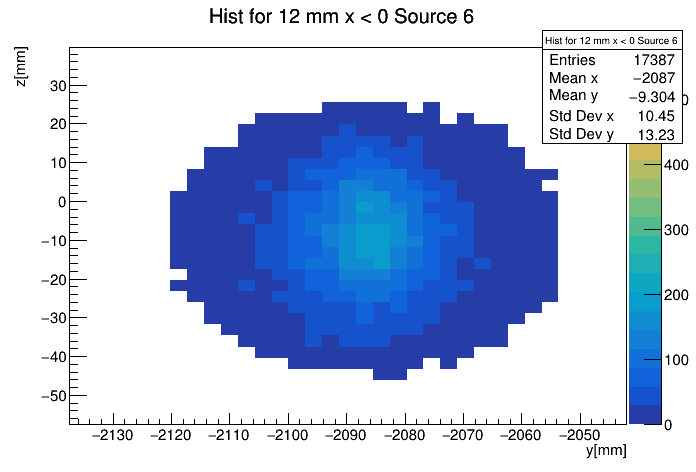 Hist for 12 mm x < 0 Source 6
z[mm]
Hist for 12 mm x < 0 Source 6
Entries 17387
Mean x −2087
Mean y −9.304
Std Dev x 10.45
Std Dev y 13.23
30
20
10
0
−10
−20
−30
−40
−50
0
400
300
200
100
0
−2130 −2120 −2110 −2100 −2090 −2080 −2070 −2060 −2050
y[mm]